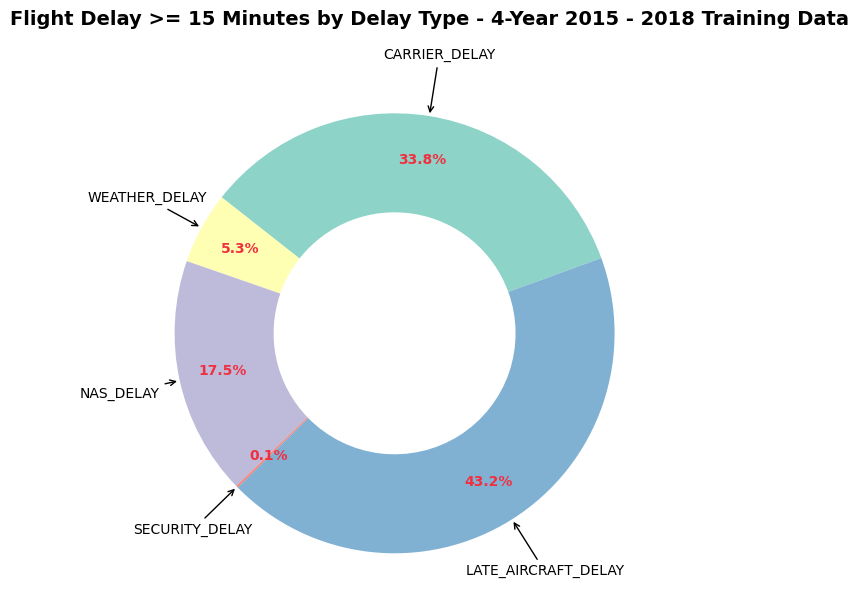 Flight Delay >= 15 Minutes by Delay Type - 4-Year 2015 - 2018 Training Data
CARRIER_DELAY
33.8%
WEATHER_DELAY
5.3%
17.5%
NAS_DELAY
0.1%
43.2%
SECURITY_DELAY
LATE_AIRCRAFT_DELAY